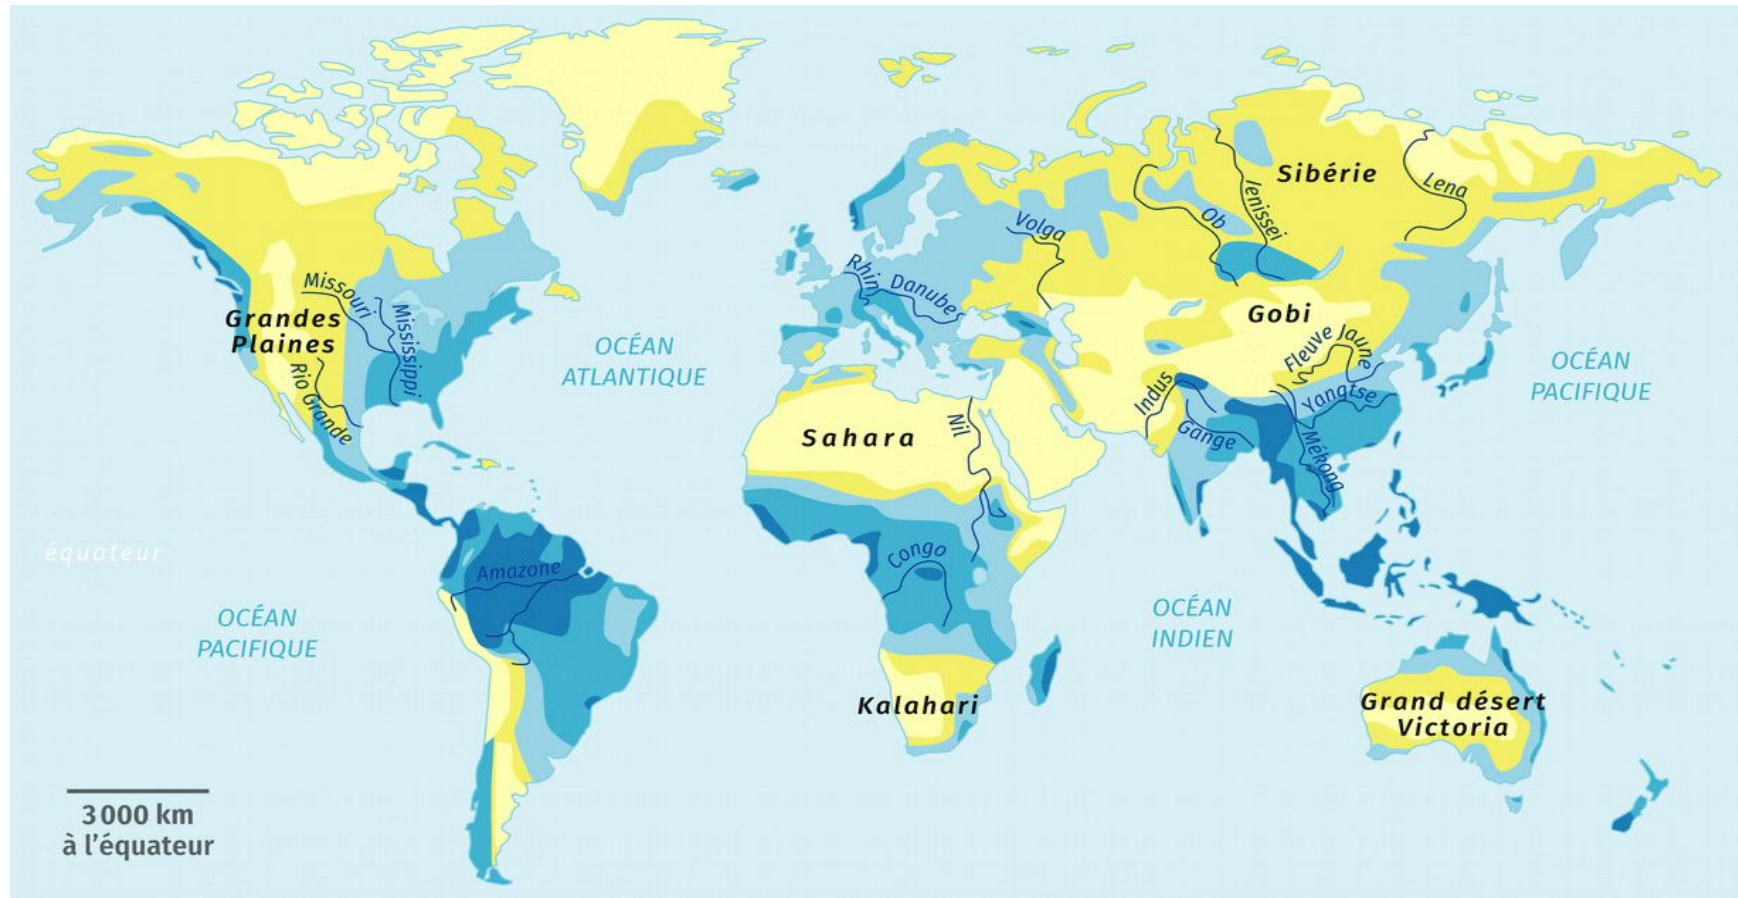 Sibérie
Lena
Ienissei
Ob
Volga
Rhin
Danube
Missouri
Mississippi
Grandes
Plaines
Rio Grande
Gobi
Fleuve Jaune
Yangtse
Indus
Gange
Mékong
OCÉAN
ATLANTIQUE
OCÉAN
PACIFIQUE
Sahara
Nil
équateur
Congo
Amazone
OCÉAN
PACIFIQUE
OCÉAN
INDIEN
Kalahari
Grand désert
Victoria
3 000 km
à l’équateur